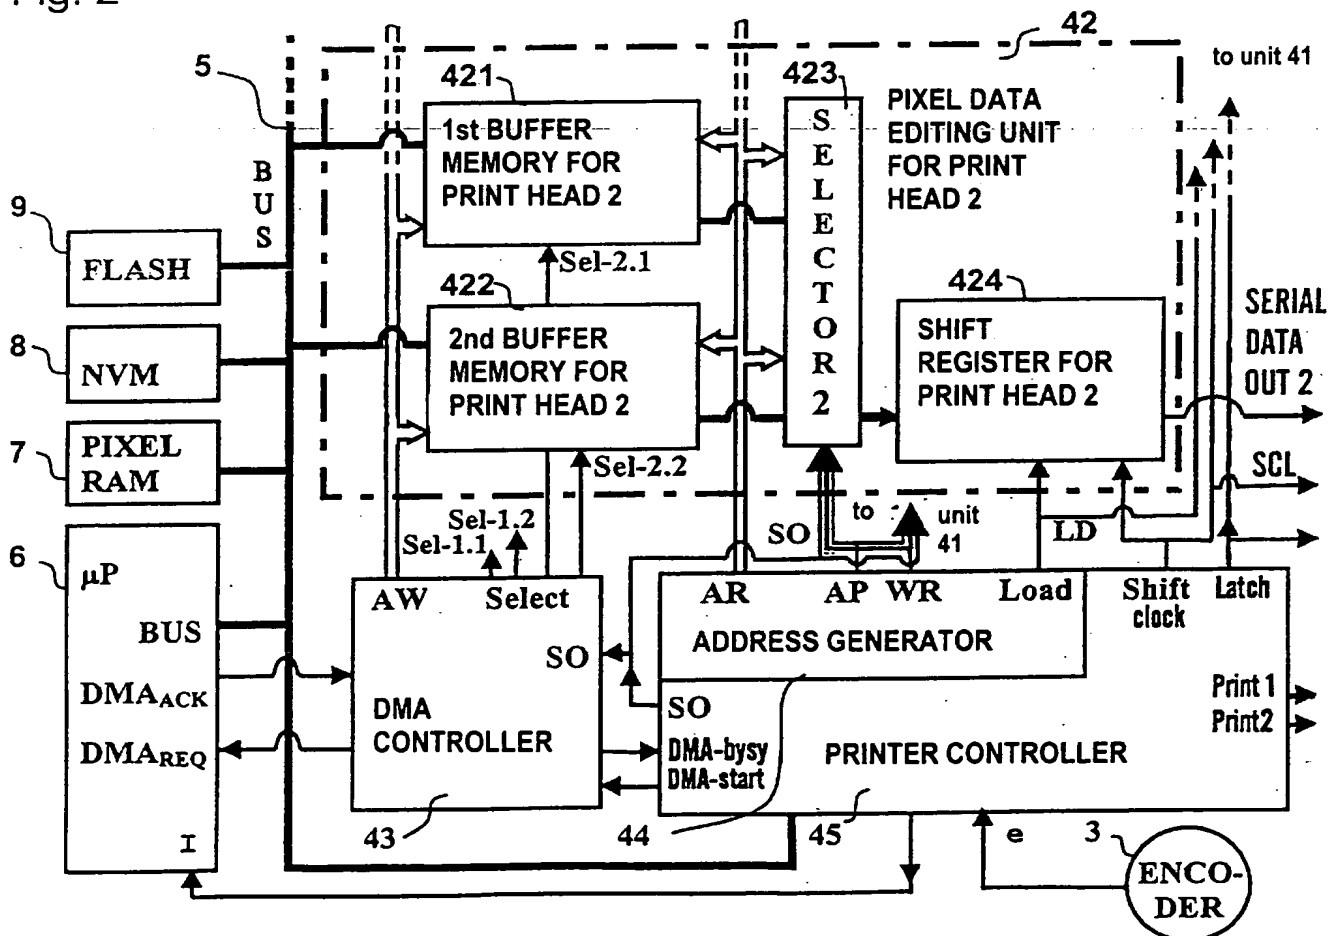 Fig. 2
42
to unit 41
5
421
423
1st BUFFER
MEMORY FOR
PRINT HEAD 2
SELECTOR 2
PIXEL DATA
EDITING UNIT
FOR PRINT
HEAD 2
BUS
9
FLASH
Sel-2.1
422
424
SERIAL
DATA
OUT 2
8
NVM
2nd BUFFER
MEMORY FOR
PRINT HEAD 2
SHIFT
REGISTER FOR
PRINT HEAD 2
7
PIXEL
RAM
Sel-2.2
SCL
Sel-1.2
Sel-1.1
SO
to
unit
41
LD
6
μP
AW
Select
AR
AP
WR
Load
Shift
clock
Latch
BUS
SO
ADDRESS GENERATOR
DMAACK
DMA
CONTROLLER
SO
Print 1
Print2
DMAREQ
DMA-bysy
DMA-start
PRINTER CONTROLLER
I
43
44
45
e
3
ENCO-
DER